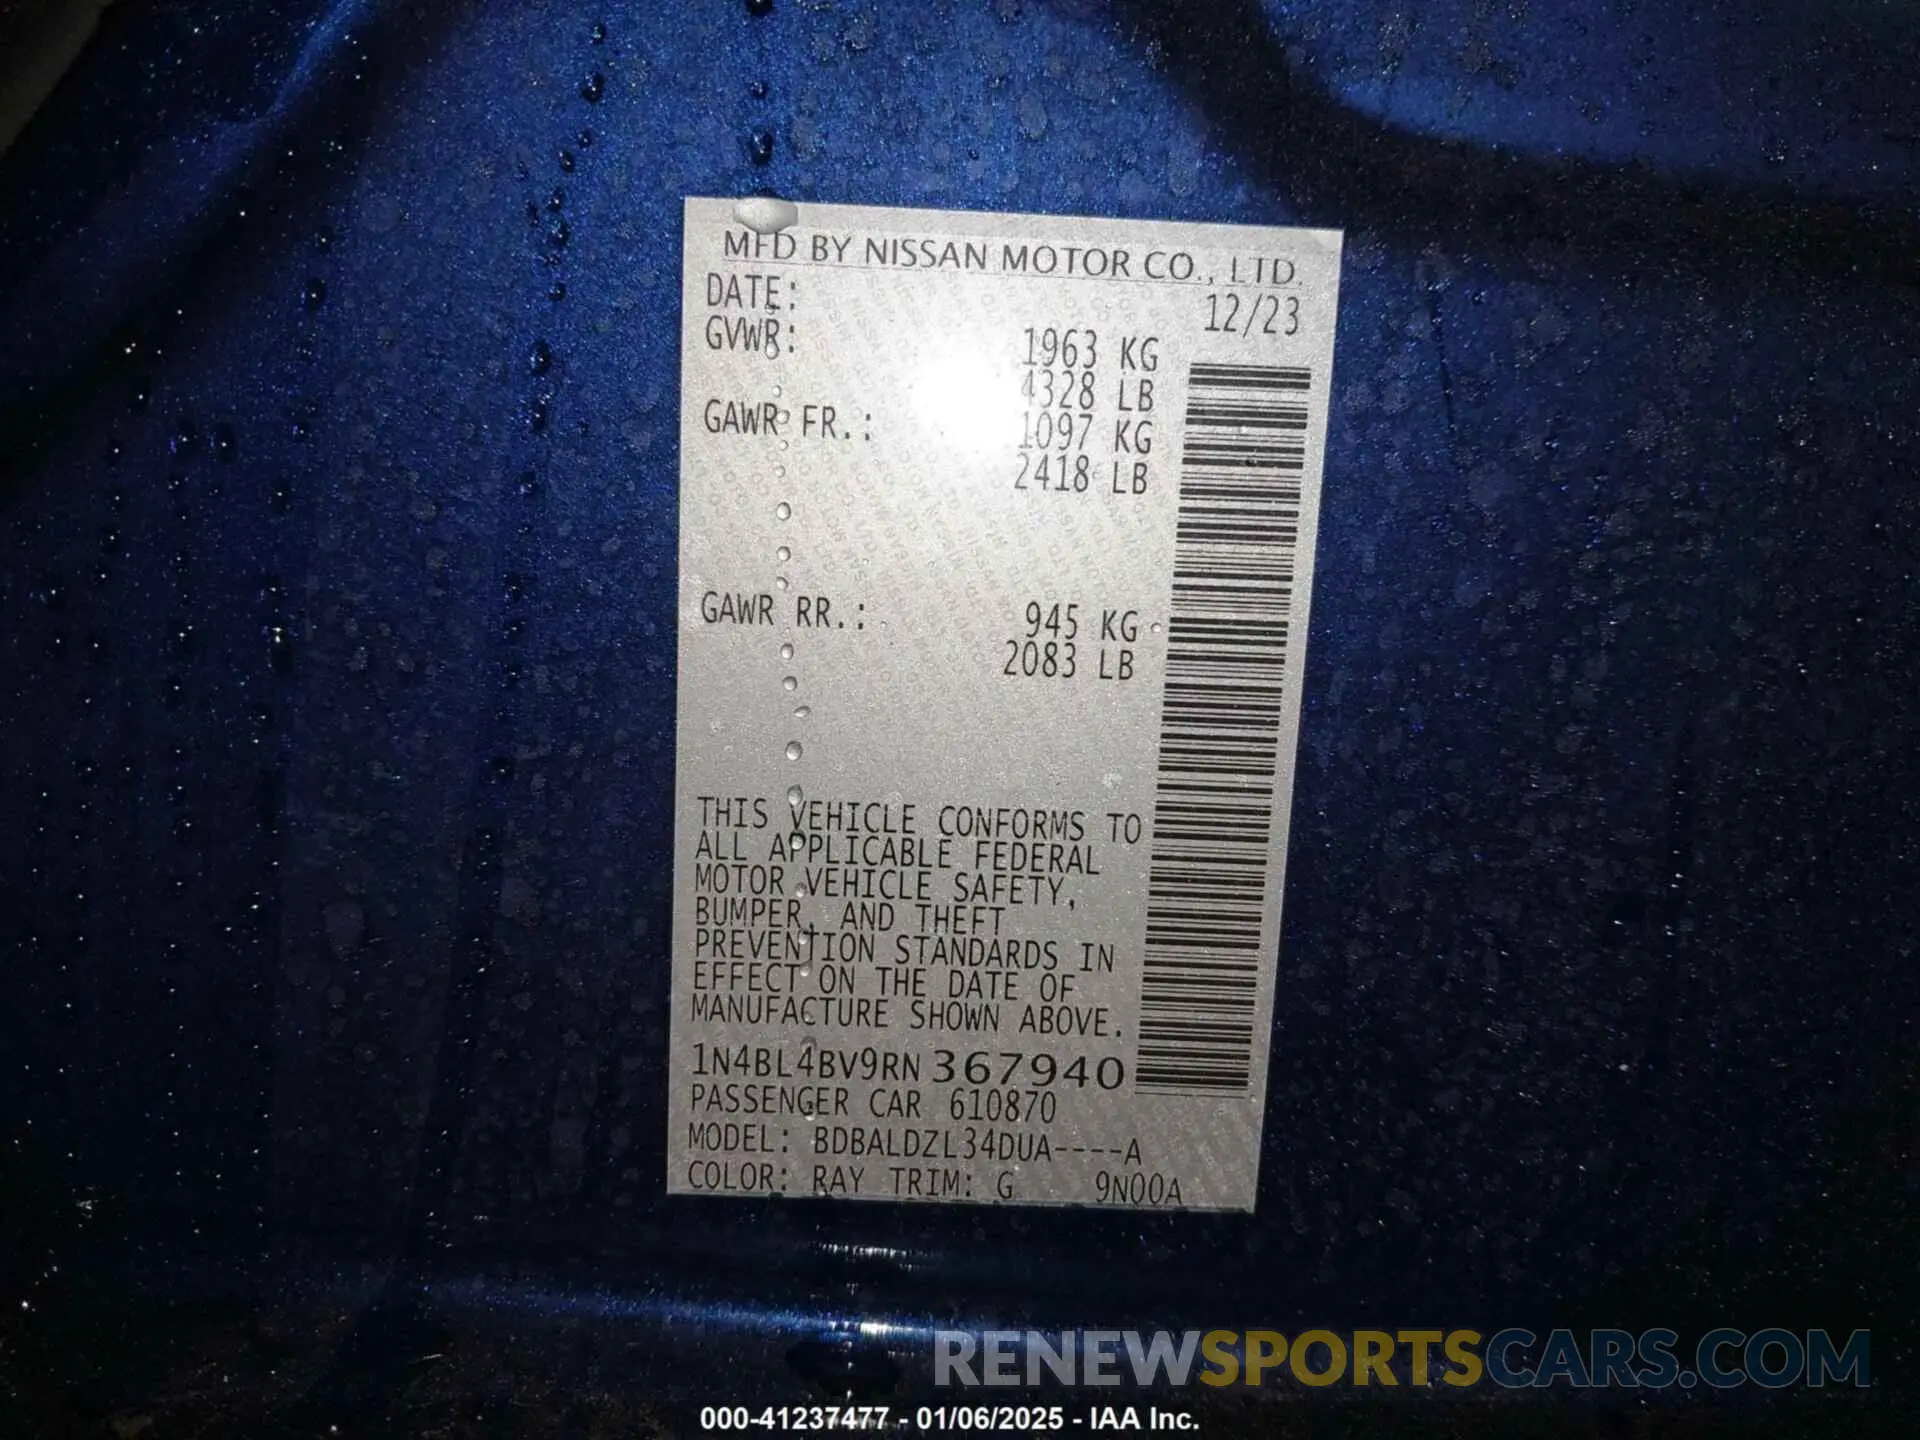 MFD BY NISSAN MOTOR CO., LTD.
DATE: 12/23
GVWR: 1963 KG
4328 LB
GAWR FR.: 1097 KG
2418 LB
GAWR RR.: 945 KG
2083 LB
THIS VEHICLE CONFORMS TO
ALL APPLICABLE FEDERAL
MOTOR VEHICLE SAFETY,
BUMPER, AND THEFT
PREVENTION STANDARDS IN
EFFECT ON THE DATE OF
MANUFACTURE SHOWN ABOVE.
1N4BL4BV9RN367940
PASSENGER CAR 610870
MODEL: BDBALDZL34DUA----A
COLOR: RAY TRIM: G 9N00A
RENEWSPORTSCARS.COM
000-41237477 - 01/06/2025 - IAA Inc.